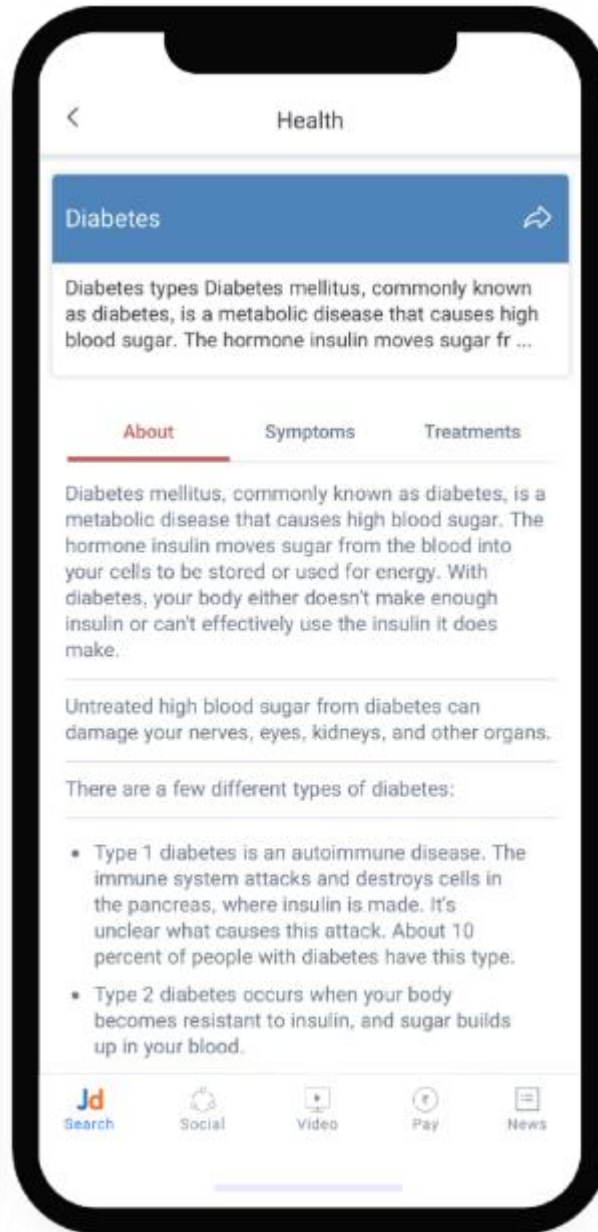 Health
Diabetes
Diabetes types Diabetes mellitus, commonly known
as diabetes, is a metabolic disease that causes high
blood sugar. The hormone insulin moves sugar fr ...
About Symptoms Treatments
Diabetes mellitus, commonly known as diabetes, is a
metabolic disease that causes high blood sugar. The
hormone insulin moves sugar from the blood into
your cells to be stored or used for energy. With
diabetes, your body either doesn't make enough
insulin or can't effectively use the insulin it does
make.
Untreated high blood sugar from diabetes can
damage your nerves, eyes, kidneys, and other organs.
There are a few different types of diabetes:
• Type 1 diabetes is an autoimmune disease. The
immune system attacks and destroys cells in
the pancreas, where insulin is made. It's
unclear what causes this attack. About 10
percent of people with diabetes have this type.
• Type 2 diabetes occurs when your body
becomes resistant to insulin, and sugar builds
up in your blood.
Jd ₹
Search Social Video Pay News